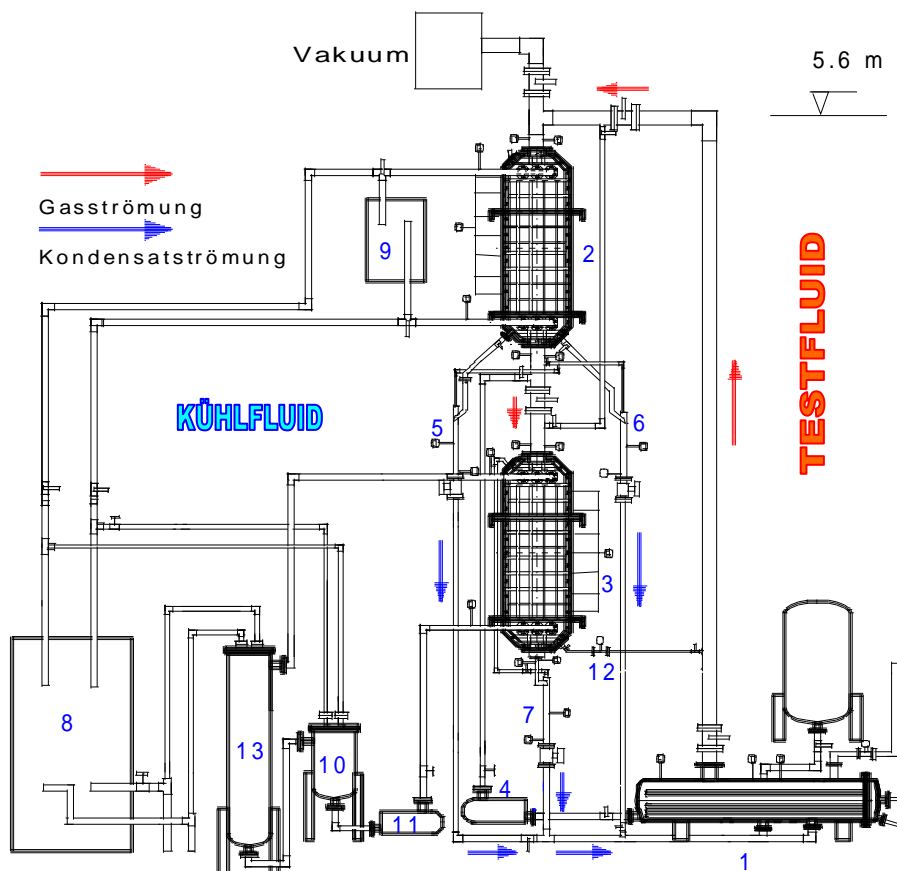 Vakuum
5.6 m
Gasströmung
Kondensatströmung
9
2
KÜHLFLUID
TESTFLUID
5
6
3
12
7
8
13
10
4
11
1